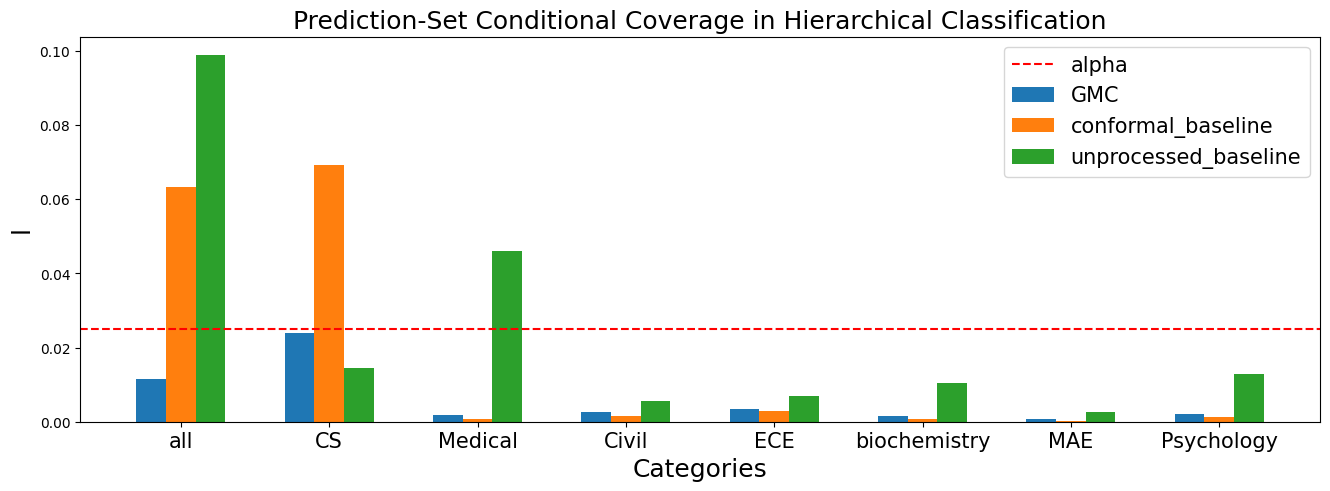 Prediction-Set Conditional Coverage in Hierarchical Classification
0.10
0.08
0.06
0.04
0.02
0.00
I
alpha
GMC
conformal_baseline
unprocessed_baseline
all CS Medical Civil ECE biochemistry MAE Psychology
Categories